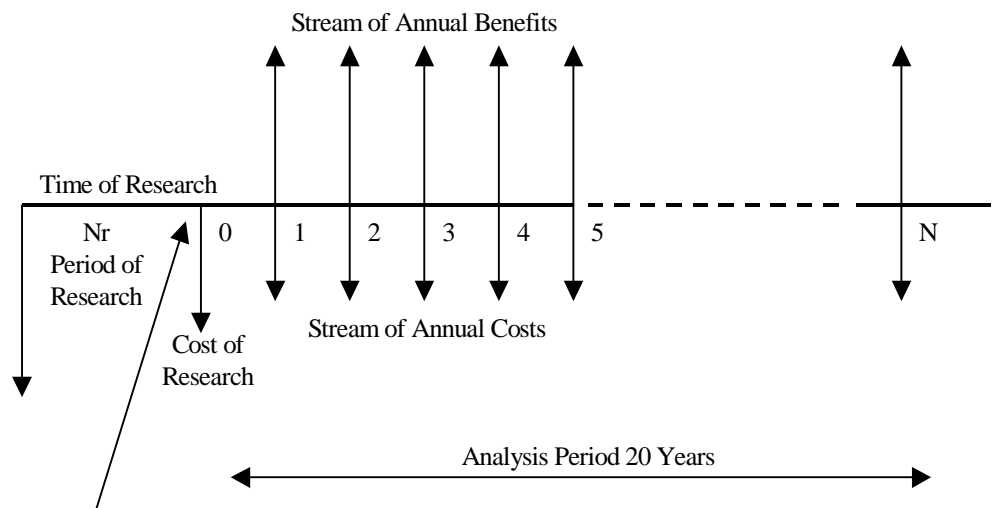 Stream of Annual Benefits
Time of Research
Nr
Period of
Research
0
1
2
3
4
5
N
Cost of
Research
Stream of Annual Costs
Analysis Period 20 Years